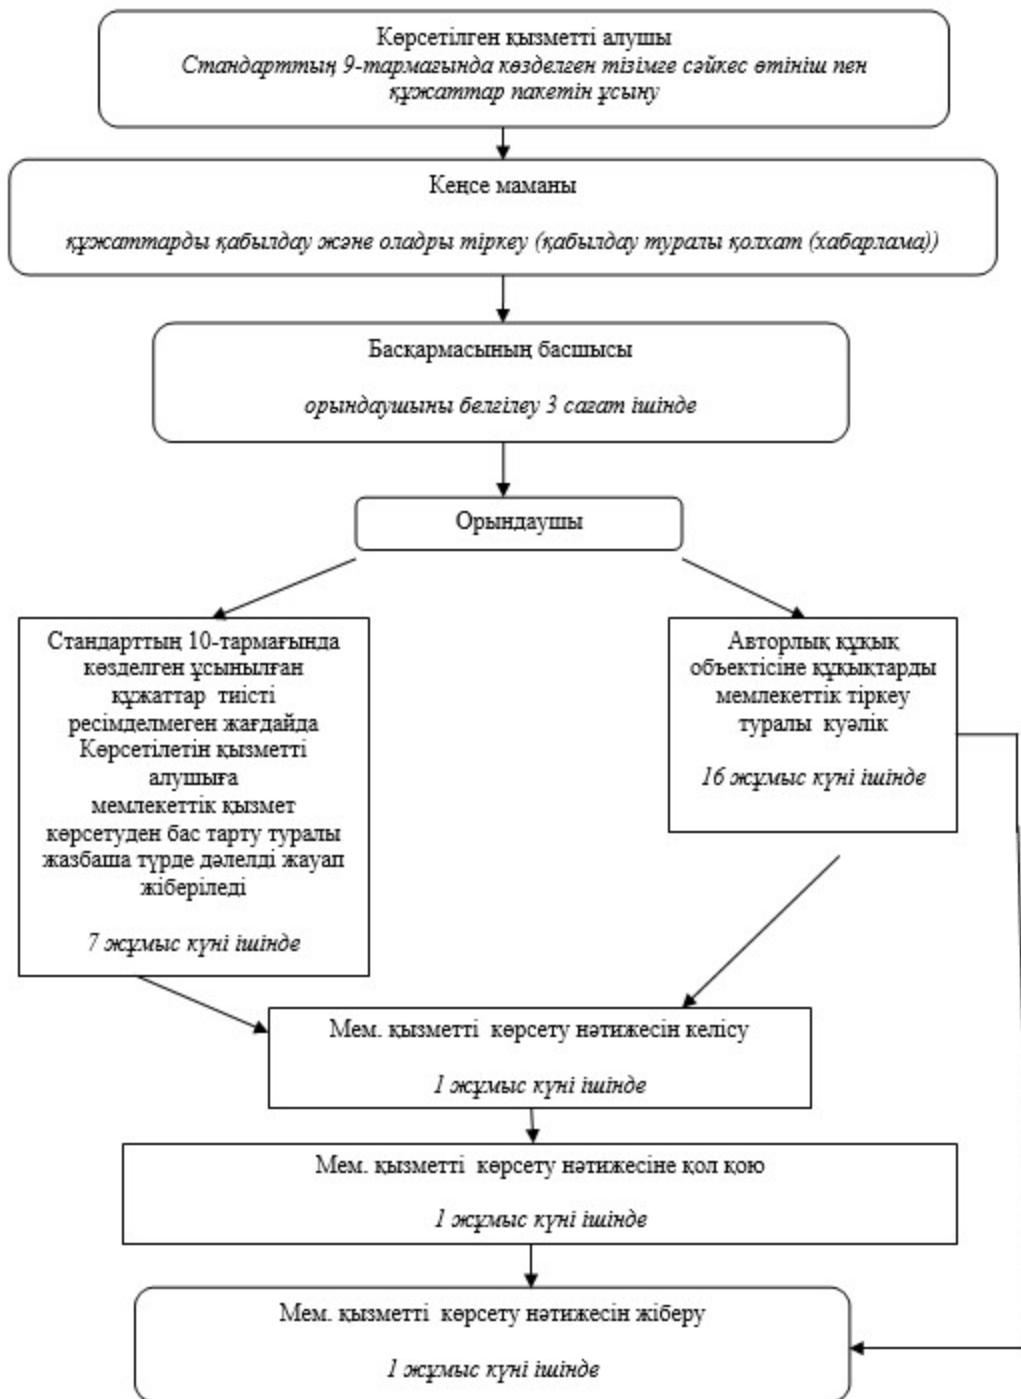 Көрсетілген қызметті алушы
Стандарттың 9-тармағында көзделген тізімге сәйкес өтініш пен
құжаттар пакетін ұсыну
Кеңсе маманы
құжаттарды қабылдау және оладры тіркеу (қабылдау туралы қолхат (хабарлама))
Басқармасының басшысы
орындаушыны белгілеу 3 сағат ішінде
Орындаушы
Стандарттың 10-тармағында
көзделген ұсынылған
құжаттар тиісті
ресімделмеген жағдайда
Көрсетілетін қызметті
алушыға
мемлекеттік қызмет
көрсетуден бас тарту туралы
жазбаша түрде дәлелді жауап
жіберіледі
7 жұмыс күні ішінде
Авторлық құқық
объектісіне құқықтарды
мемлекеттік тіркеу
туралы куәлік
16 жұмыс күні ішінде
Мем. қызметті көрсету нәтижесін келісу
1 жұмыс күні ішінде
Мем. қызметті көрсету нәтижесіне қол қою
1 жұмыс күні ішінде
Мем. қызметті көрсету нәтижесін жіберу
1 жұмыс күні ішінде